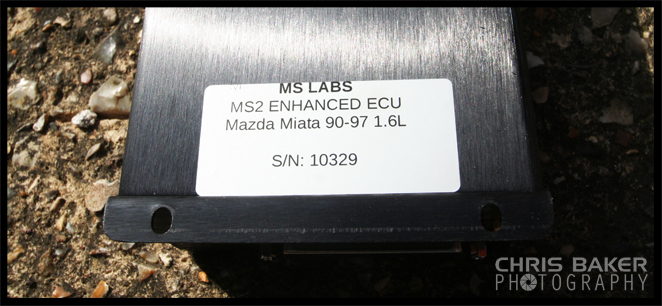 MS LABS
MS2 ENHANCED ECU
Mazda Miata 90-97 1.6L
S/N: 10329
CHRIS BAKER
PHOTOGRAPHY